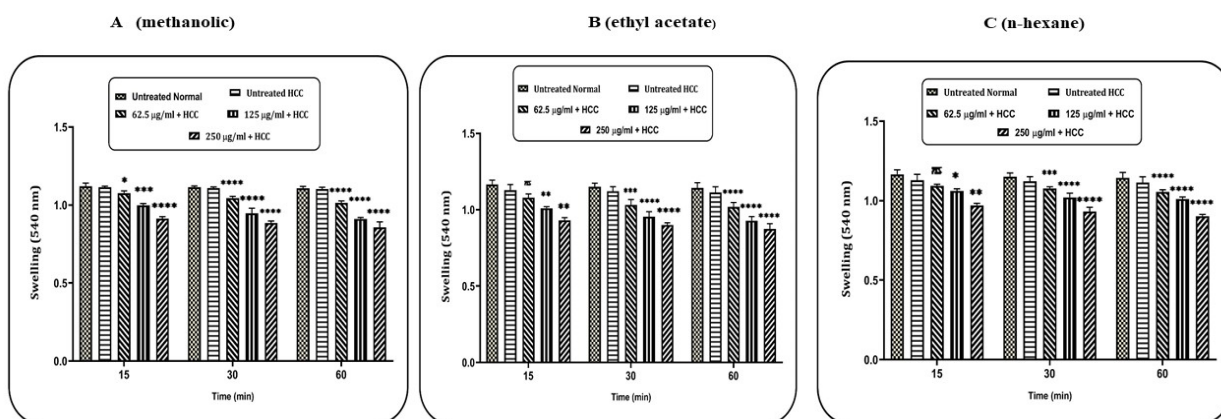 A (methanolic)
Untreated Normal
Untreated HCC
62.5 µg/ml + HCC
125 µg/ml + HCC
250 µg/ml + HCC
Swelling (540 nm)
1.5
1.0
0.5
0.0
* *** ****
**** **** ****
**** **** ****
15 30 60
Time (min)
B (ethyl acetate)
Untreated Normal
Untreated HCC
62.5 µg/ml + HCC
125 µg/ml + HCC
250 µg/ml + HCC
Swelling (540 nm)
1.5
1.0
0.5
0.0
ns ** **
*** **** ****
**** **** ****
15 30 60
Time (min)
C (n-hexane)
Untreated Normal
Untreated HCC
62.5 µg/ml + HCC
125 µg/ml + HCC
250 µg/ml + HCC
Swelling (540 nm)
1.5
1.0
0.5
0.0
ns * **
*** **** ****
**** **** ****
15 30 60
Time (min)